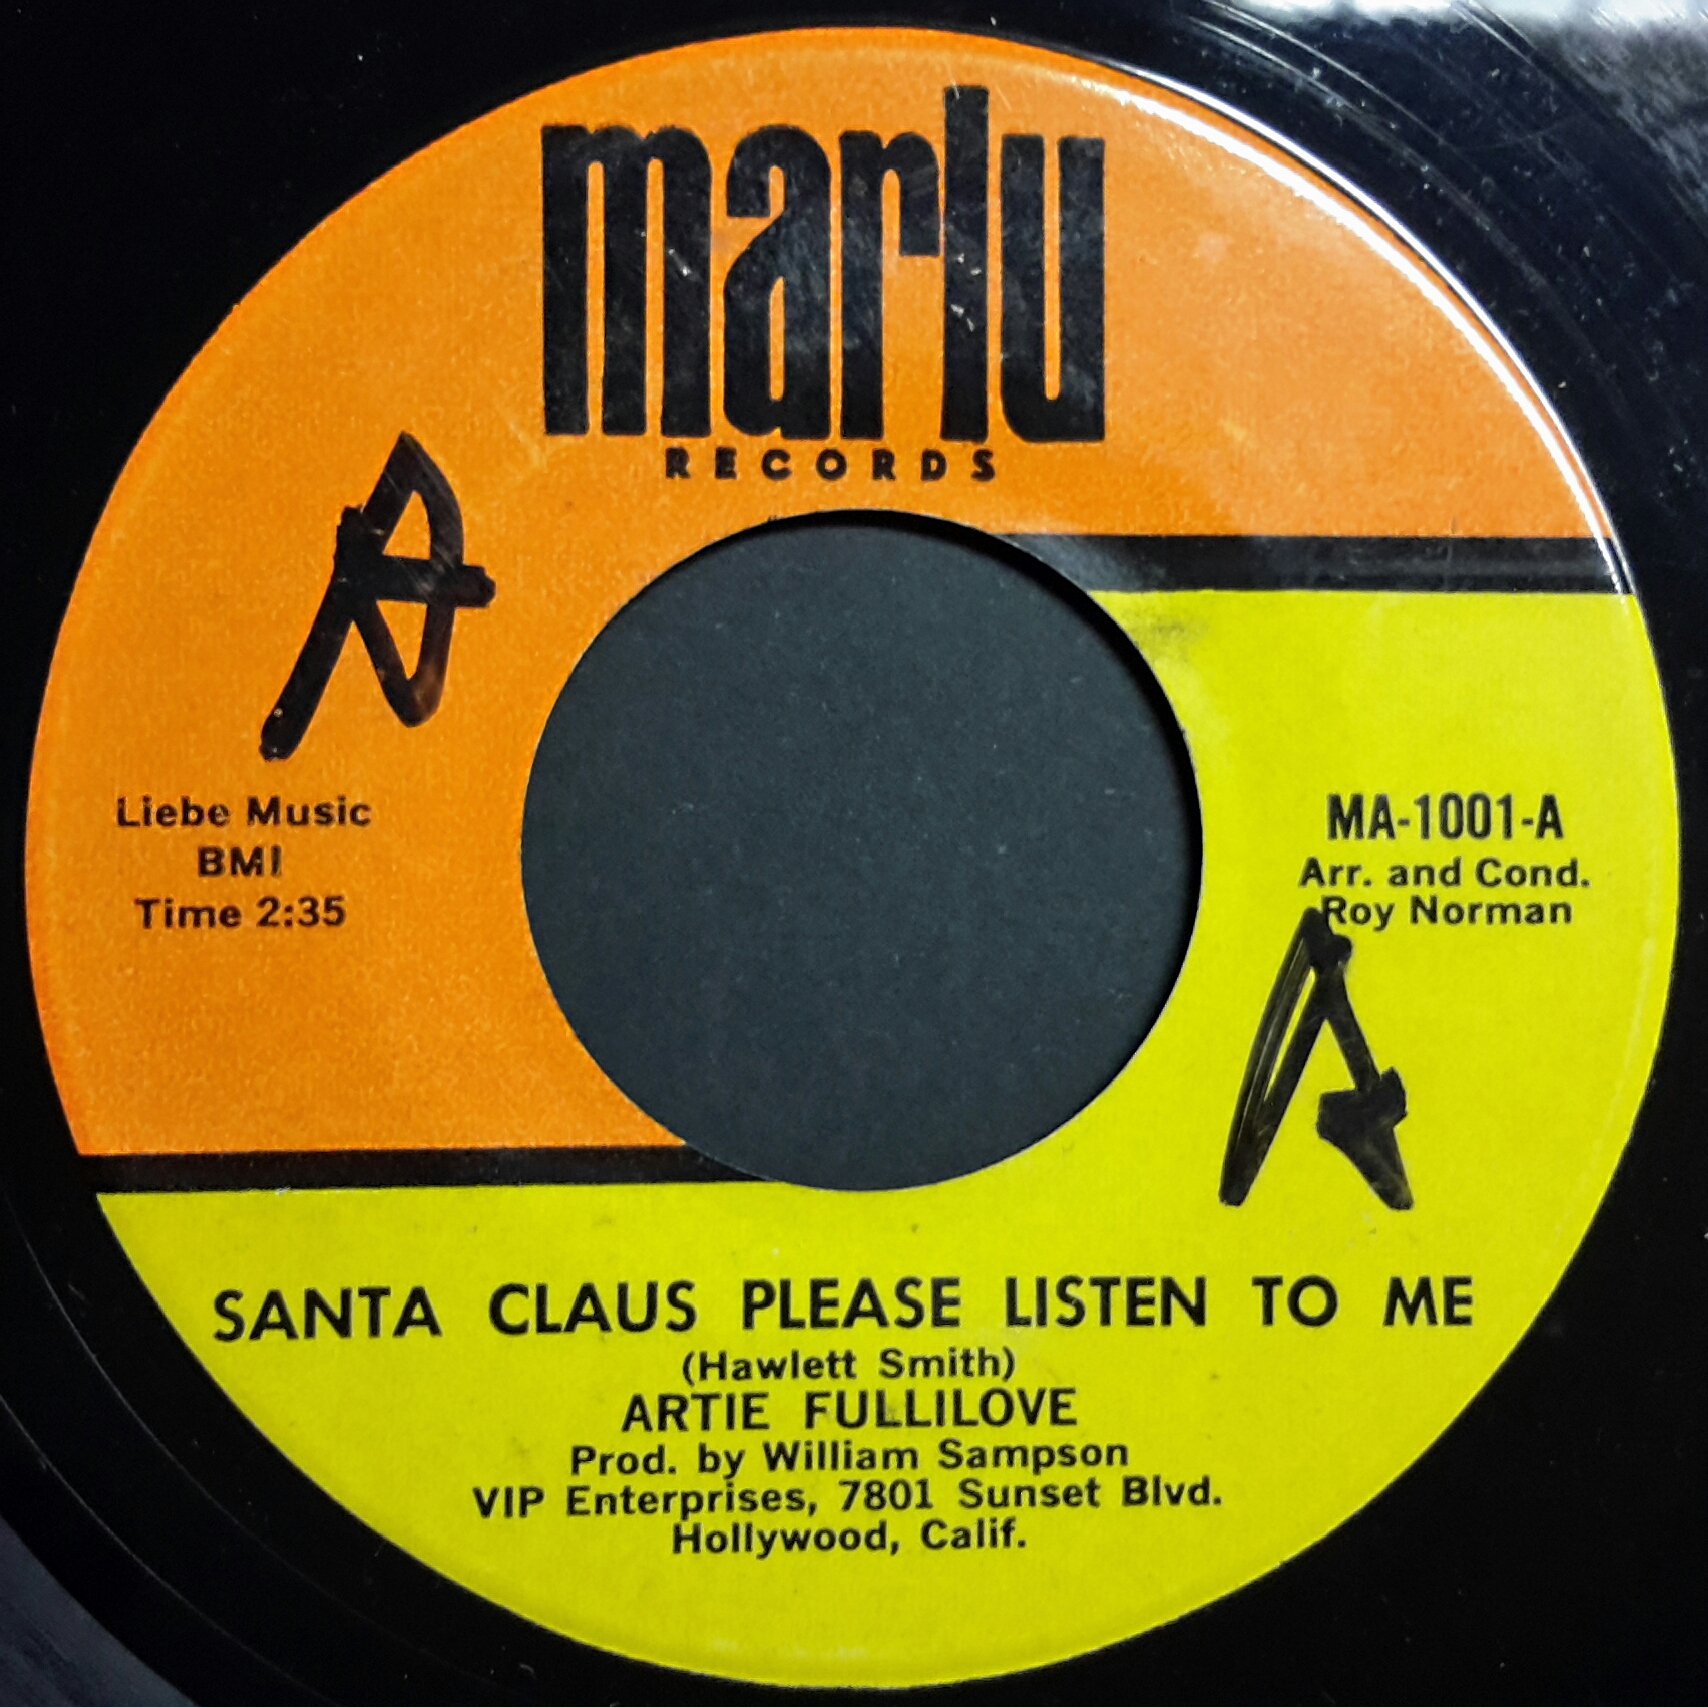 marlu
RECORDS
A
Liebe Music
BMI
Time 2:35
MA-1001-A
Arr. and Cond.
Roy Norman
A
SANTA CLAUS PLEASE LISTEN TO ME
(Hawlett Smith)
ARTIE FULLILOVE
Prod. by William Sampson
VIP Enterprises, 7801 Sunset Blvd.
Hollywood, Calif.